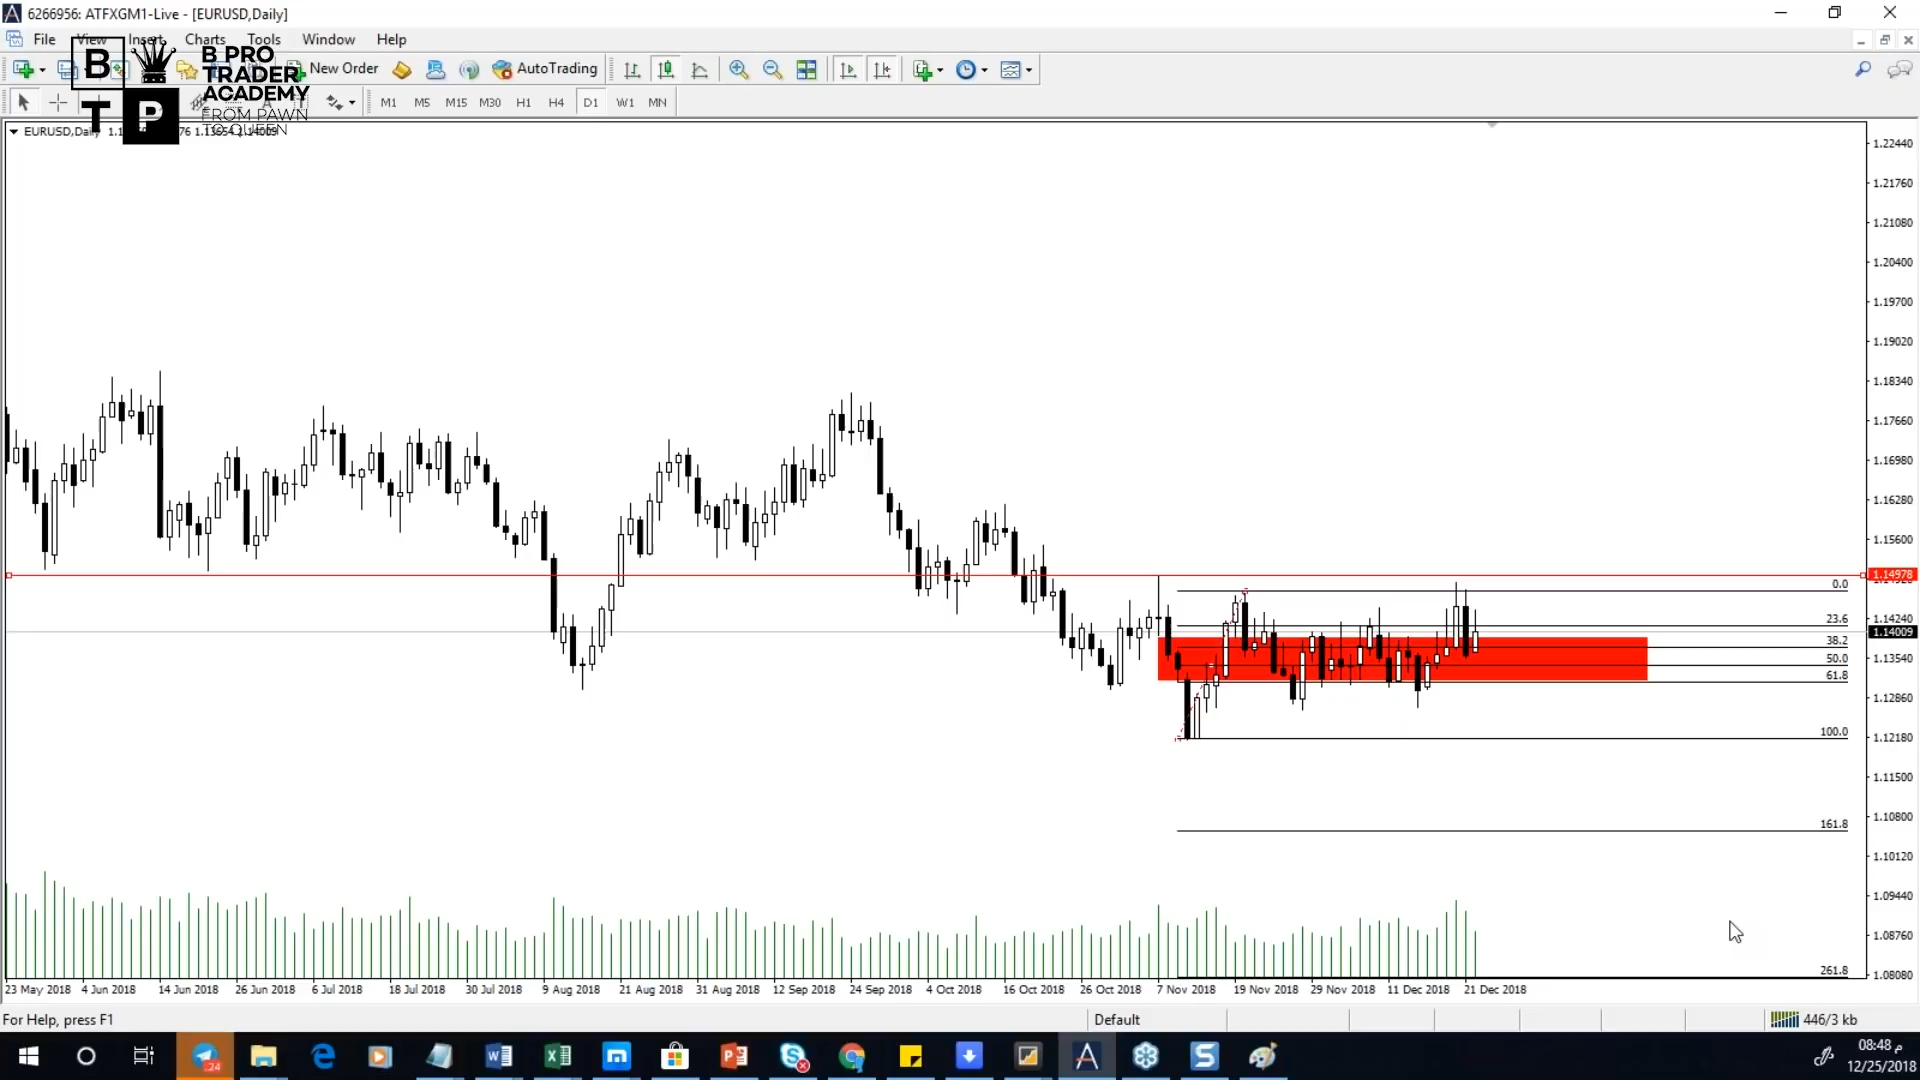 6266956: ATFXGM1-Live - [EURUSD,Daily]
File View Insert Charts Tools Window Help
B T P
B PRO
TRADER
ACADEMY
FROM PAWN
TO QUEEN
New Order AutoTrading
M1 M5 M15 M30 H1 H4 D1 W1 MN
EURUSD,Daily 1.13654 1.14009
1.22440
1.21760
1.21080
1.20400
1.19700
1.19020
1.18340
1.17660
1.16980
1.16280
1.15600
1.14978
0.0
1.14240
23.6
1.14009
38.2
1.13540
50.0
61.8
1.12860
100.0
1.12180
1.11500
1.10800
161.8
1.10120
1.09440
1.08760
261.8
1.08080
23 May 2018 4 Jun 2018 14 Jun 2018 26 Jun 2018 6 Jul 2018 18 Jul 2018 30 Jul 2018 9 Aug 2018 21 Aug 2018 31 Aug 2018 12 Sep 2018 24 Sep 2018 4 Oct 2018 16 Oct 2018 26 Oct 2018 7 Nov 2018 19 Nov 2018 29 Nov 2018 11 Dec 2018 21 Dec 2018
For Help, press F1 Default 446/3 kb
24
08:48 م
12/25/2018